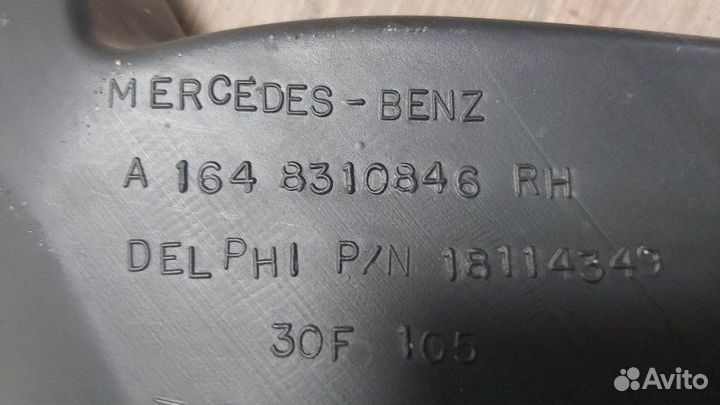 MERCEDES-BENZ
A 164 8310846 RH
DELPHI P/N 18114349
30F 105
Avito